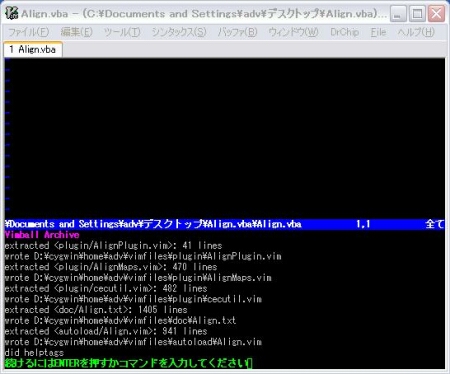 Align.vba - (C:¥Documents and Settings¥adv¥デスクトップ¥Align.vba)...
ファイル(F) 編集(E) ツール(T) シンタックス(S) バッファ(B) ウィンドウ(W) DrChip File ヘルプ(H)
1 Align.vba
~
~
~
~
~
~
~
~
~
~
~
~
¥Documents and Settings¥adv¥デスクトップ¥Align.vba¥Align.vba 1,1 全て
Vimball Archive
extracted <plugin/AlignPlugin.vim>: 41 lines
wrote D:¥cygwin¥home¥adv¥vimfiles¥plugin¥AlignPlugin.vim
extracted <plugin/AlignMaps.vim>: 470 lines
wrote D:¥cygwin¥home¥adv¥vimfiles¥plugin¥AlignMaps.vim
extracted <plugin/cecutil.vim>: 482 lines
wrote D:¥cygwin¥home¥adv¥vimfiles¥plugin¥cecutil.vim
extracted <doc/Align.txt>: 1405 lines
wrote D:¥cygwin¥home¥adv¥vimfiles¥doc¥Align.txt
extracted <autoload/Align.vim>: 941 lines
wrote D:¥cygwin¥home¥adv¥vimfiles¥autoload¥Align.vim
did helptags
続けるにはENTERを押すかコマンドを入力してください